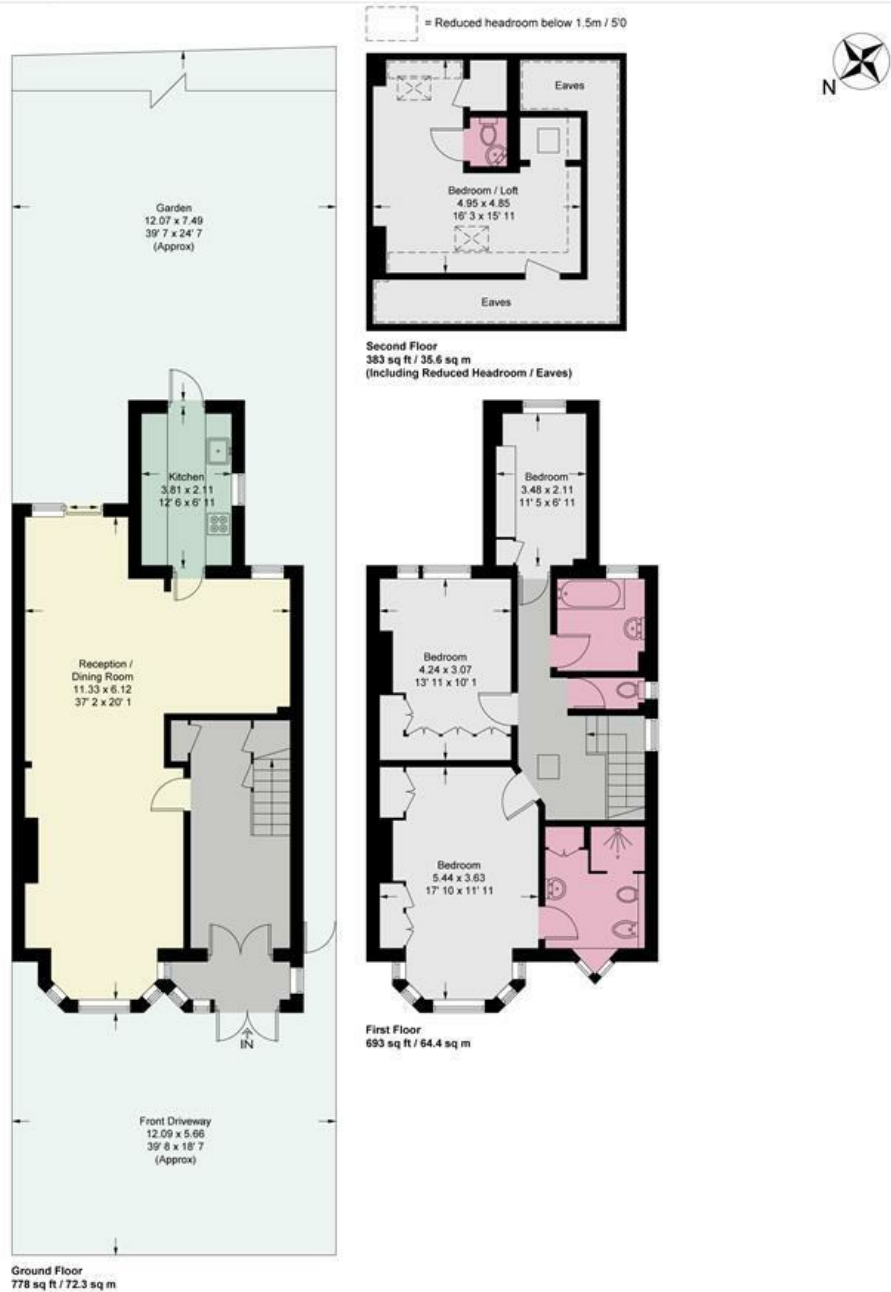 = Reduced headroom below 1.5m / 5'0
N
Eaves
Bedroom / Loft
4.95 x 4.85
16' 3 x 15' 11
Eaves
Second Floor
383 sq ft / 35.6 sq m
(Including Reduced Headroom / Eaves)
Garden
12.07 x 7.49
39' 7 x 24' 7
(Approx)
Kitchen
3.81 x 2.11
12' 6 x 6' 11
Reception /
Dining Room
11.33 x 6.12
37' 2 x 20' 1
IN
Front Driveway
12.09 x 5.66
39' 8 x 18' 7
(Approx)
Ground Floor
778 sq ft / 72.3 sq m
Bedroom
3.48 x 2.11
11' 5 x 6' 11
Bedroom
4.24 x 3.07
13' 11 x 10' 1
Bedroom
5.44 x 3.63
17' 10 x 11' 11
First Floor
693 sq ft / 64.4 sq m